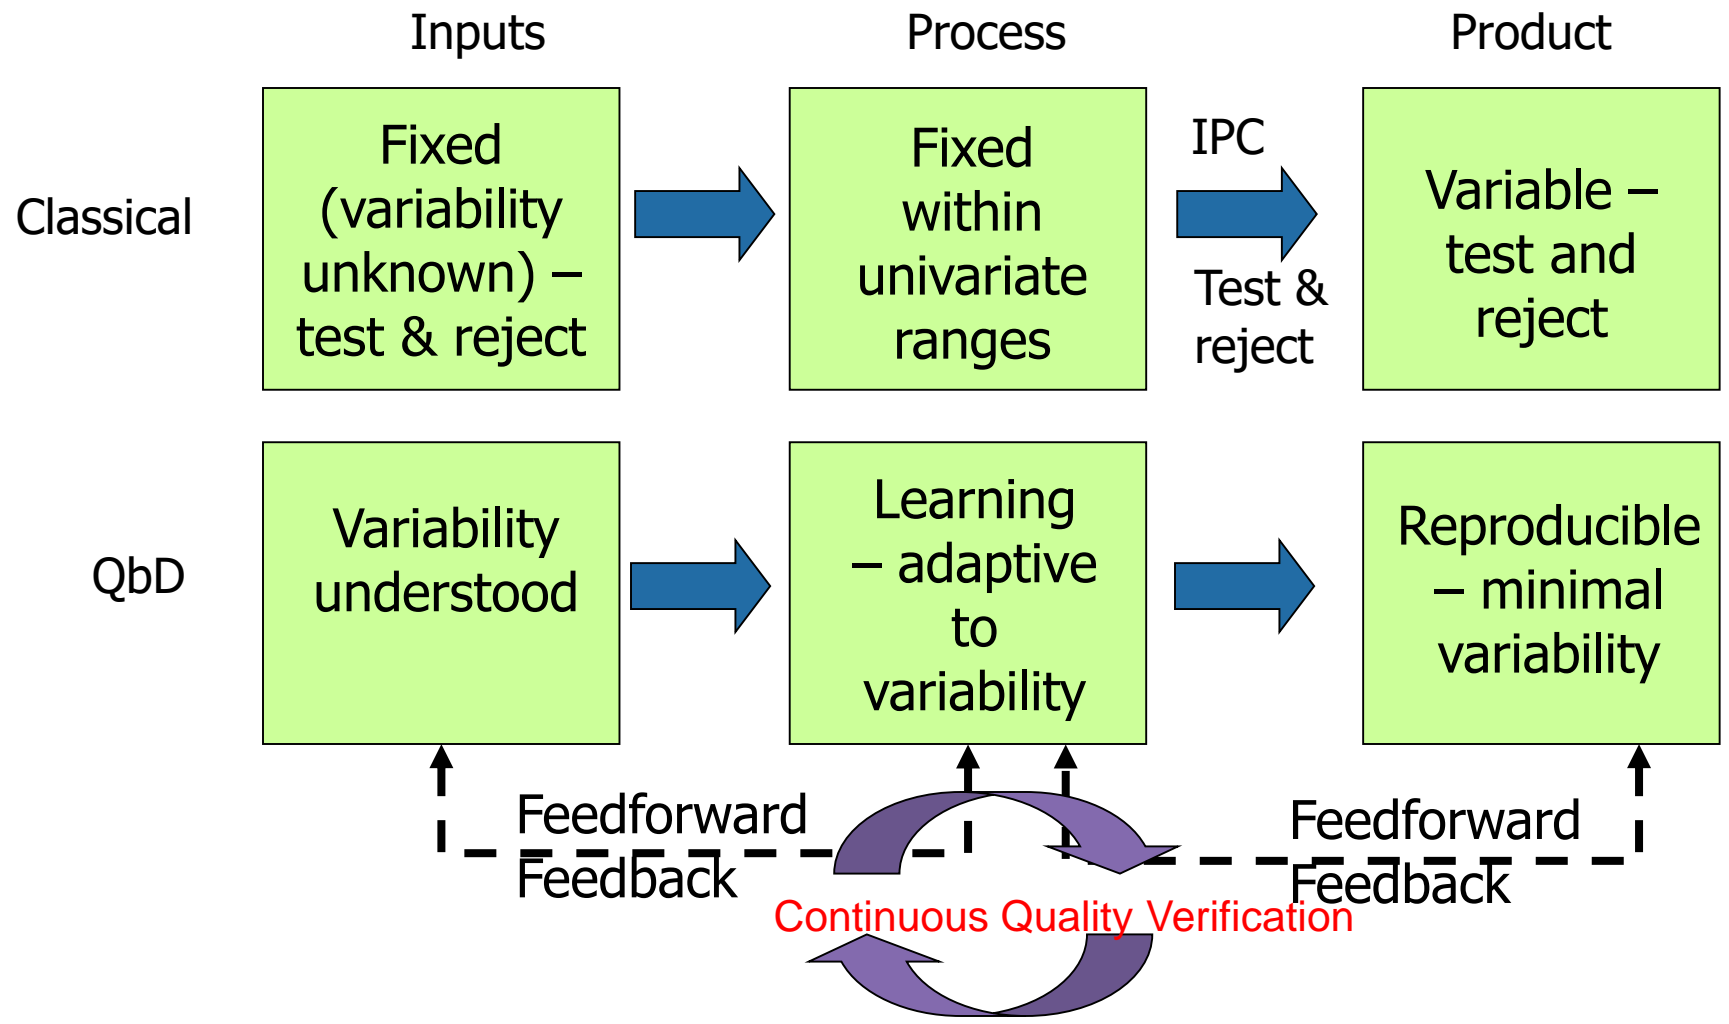 Inputs
Process
Product
Classical
Fixed
(variability
unknown) –
test & reject
Fixed
within
univariate
ranges
IPC
Test &
reject
Variable –
test and
reject
QbD
Variability
understood
Learning
– adaptive
to
variability
Reproducible
– minimal
variability
Feedforward
Feedback
Feedforward
Feedback
Continuous Quality Verification